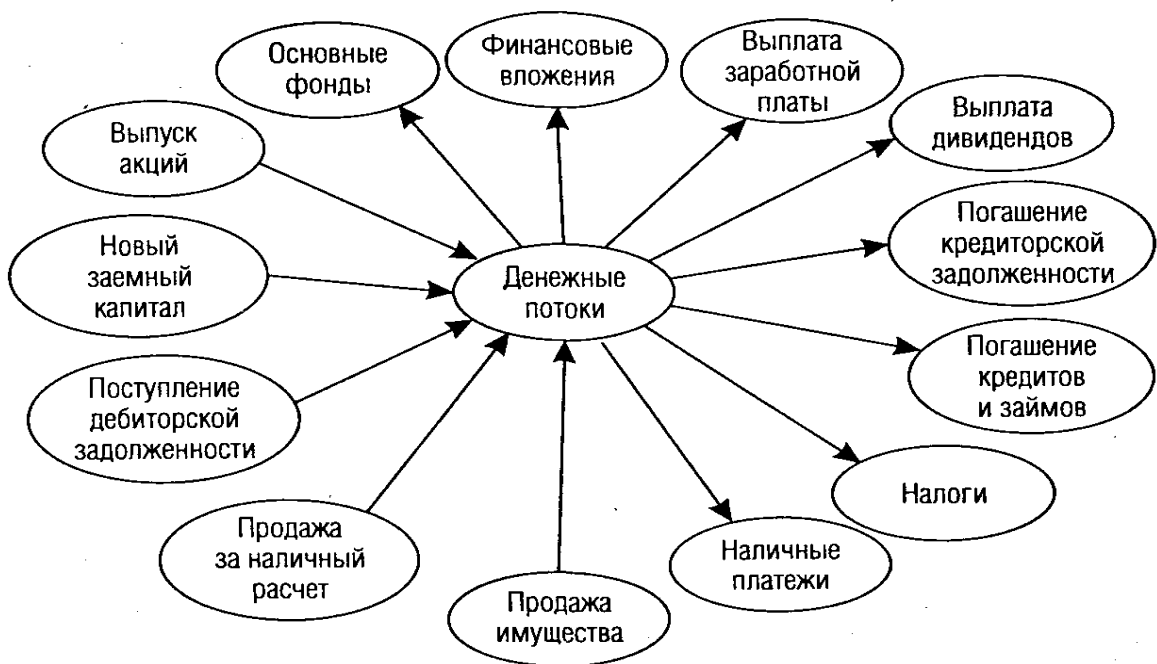 Основные
фонды
Финансовые
вложения
Выплата
заработной
платы
Выплата
дивидендов
Выпуск
акций
Новый
заемный
капитал
Денежные
потоки
Погашение
кредиторской
задолженности
Поступление
дебиторской
задолженности
Погашение
кредитов
и займов
Продажа
за наличный
расчет
Продажа
имущества
Наличные
платежи
Налоги